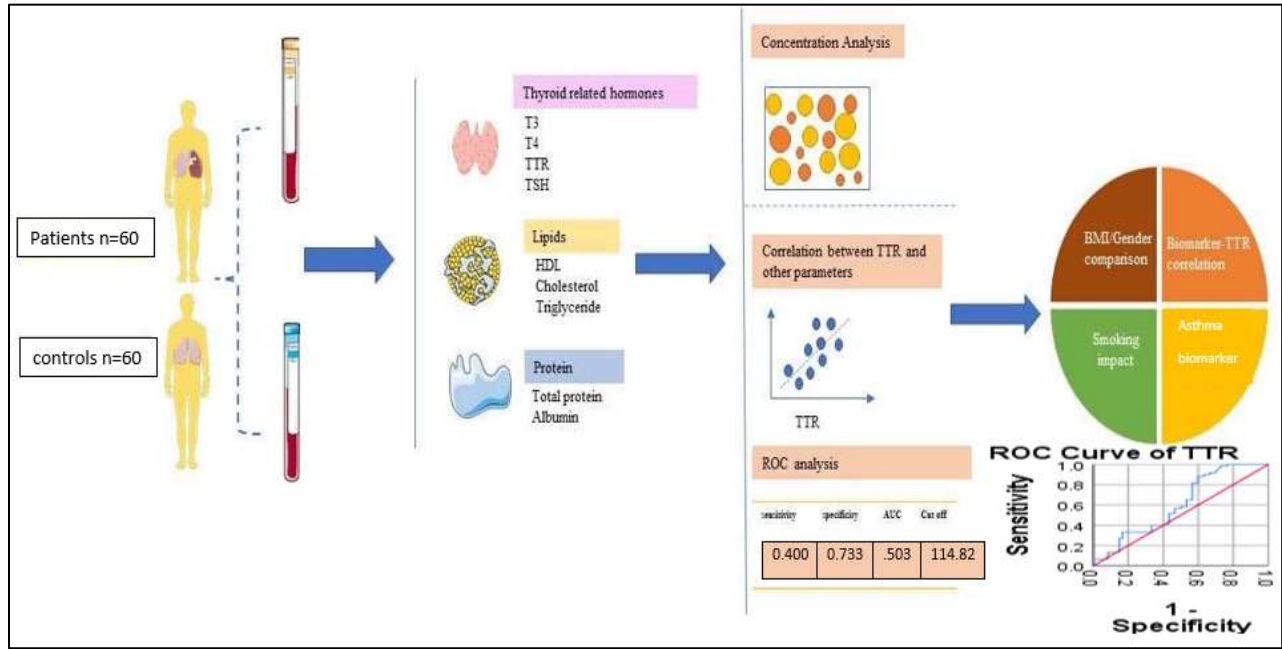 Patients n=60
controls n=60
Thyroid related hormones
T3
T4
TTR
TSH
Lipids
HDL
Cholesterol
Triglyceride
Protein
Total protein
Albumin
Concentration Analysis
Correlation between TTR and
other parameters
TTR
ROC analysis
sensitivity specificity AUC Cut off
0.400 0.733 .503 114.82
BMI/Gender
comparison
Biomarker-TTR
correlation
Smoking
impact
Asthma
biomarker
ROC Curve of TTR
Sensitivity
1.0
0.8
0.6
0.4
0.2
0.0
0.0 0.2 0.4 0.6 0.8 1.0
1 -
Specificity